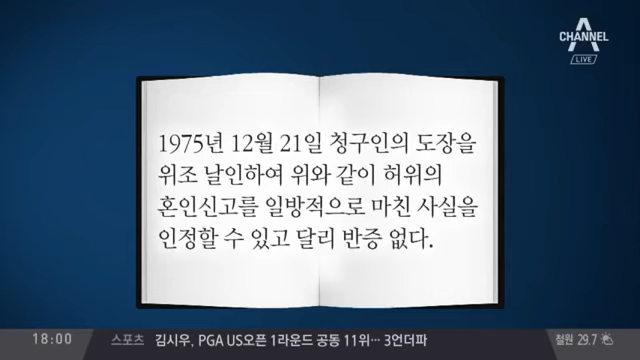 CHANNEL A
LIVE
1975년 12월 21일 청구인의 도장을
위조 날인하여 위와 같이 허위의
혼인신고를 일방적으로 마친 사실을
인정할 수 있고 달리 반증 없다.
18:00 스포츠 김시우, PGA US오픈 1라운드 공동 11위… 3언더파 철원 29.7